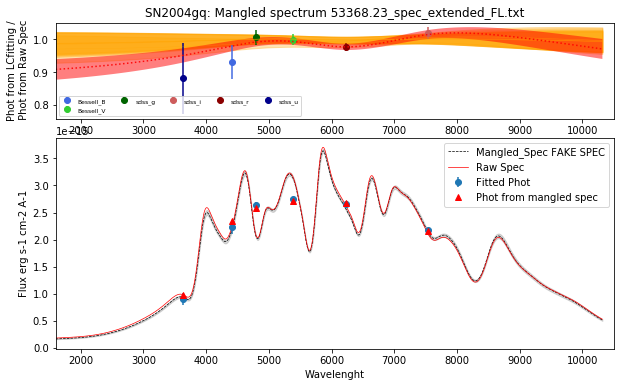 SN2004gq: Mangled spectrum 53368.23_spec_extended_FL.txt
Phot from LCfitting /
Phot from Raw Spec
1.0
0.9
0.8
Bessell_B
Bessell_V
sdss_g
sdss_i
sdss_r
sdss_u
2000 3000 4000 5000 6000 7000 8000 9000 10000
Flux erg s-1 cm-2 A-1
3.5
3.0
2.5
2.0
1.5
1.0
0.5
0.0
Mangled_Spec FAKE SPEC
Raw Spec
Fitted Phot
Phot from mangled spec
2000 3000 4000 5000 6000 7000 8000 9000 10000
Wavelenght